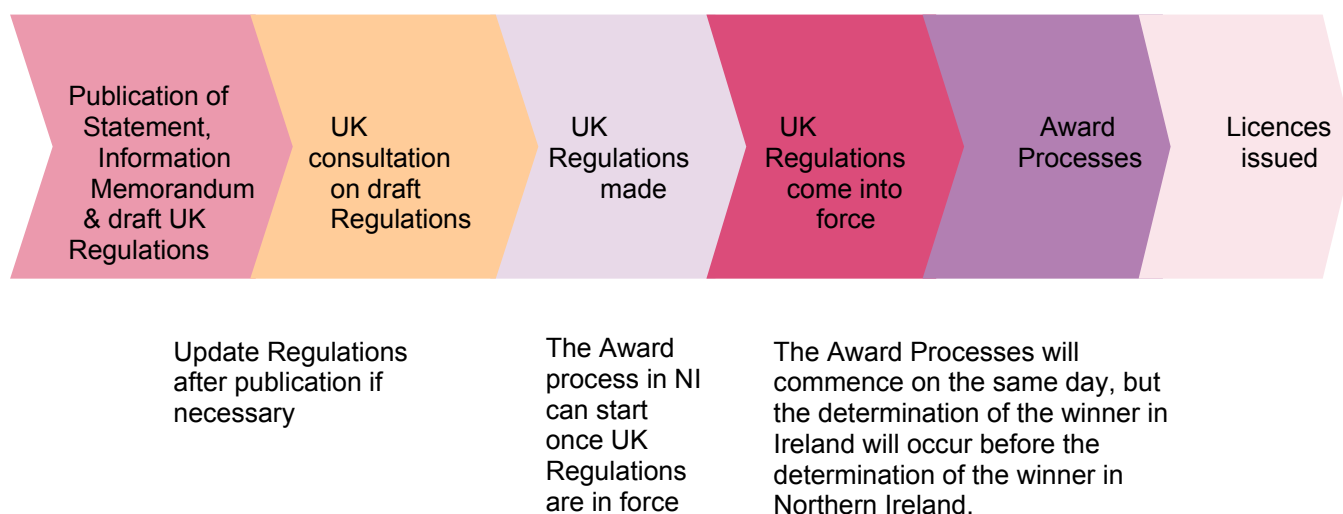 Publication of
Statement,
Information
Memorandum
& draft UK
Regulations
UK
consultation
on draft
Regulations
UK
Regulations
made
UK
Regulations
come into
force
Award
Processes
Licences
issued
Update Regulations
after publication if
necessary
The Award
process in NI
can start
once UK
Regulations
are in force
The Award Processes will
commence on the same day, but
the determination of the winner in
Ireland will occur before the
determination of the winner in
Northern Ireland.